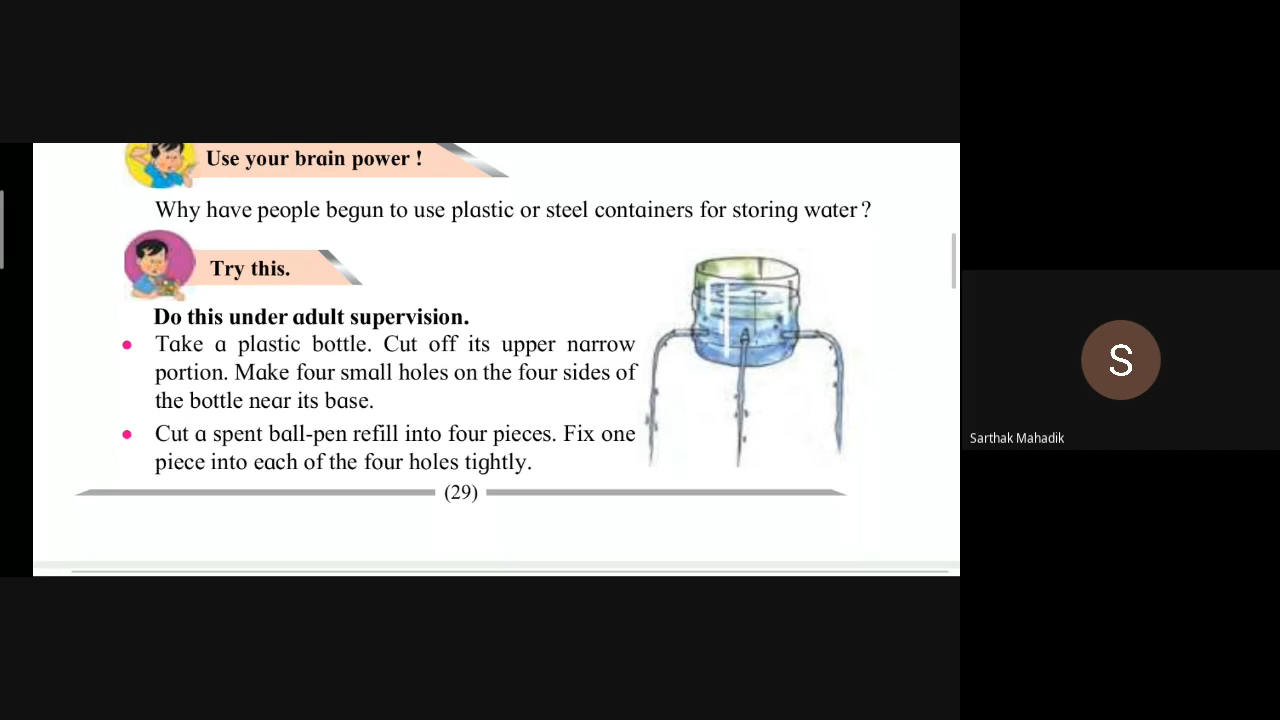 Use your brain power !
Why have people begun to use plastic or steel containers for storing water ?
Try this.
Do this under adult supervision.
• Take a plastic bottle. Cut off its upper narrow
portion. Make four small holes on the four sides of
the bottle near its base.
• Cut a spent ball-pen refill into four pieces. Fix one
piece into each of the four holes tightly.
(29)
S
Sarthak Mahadik